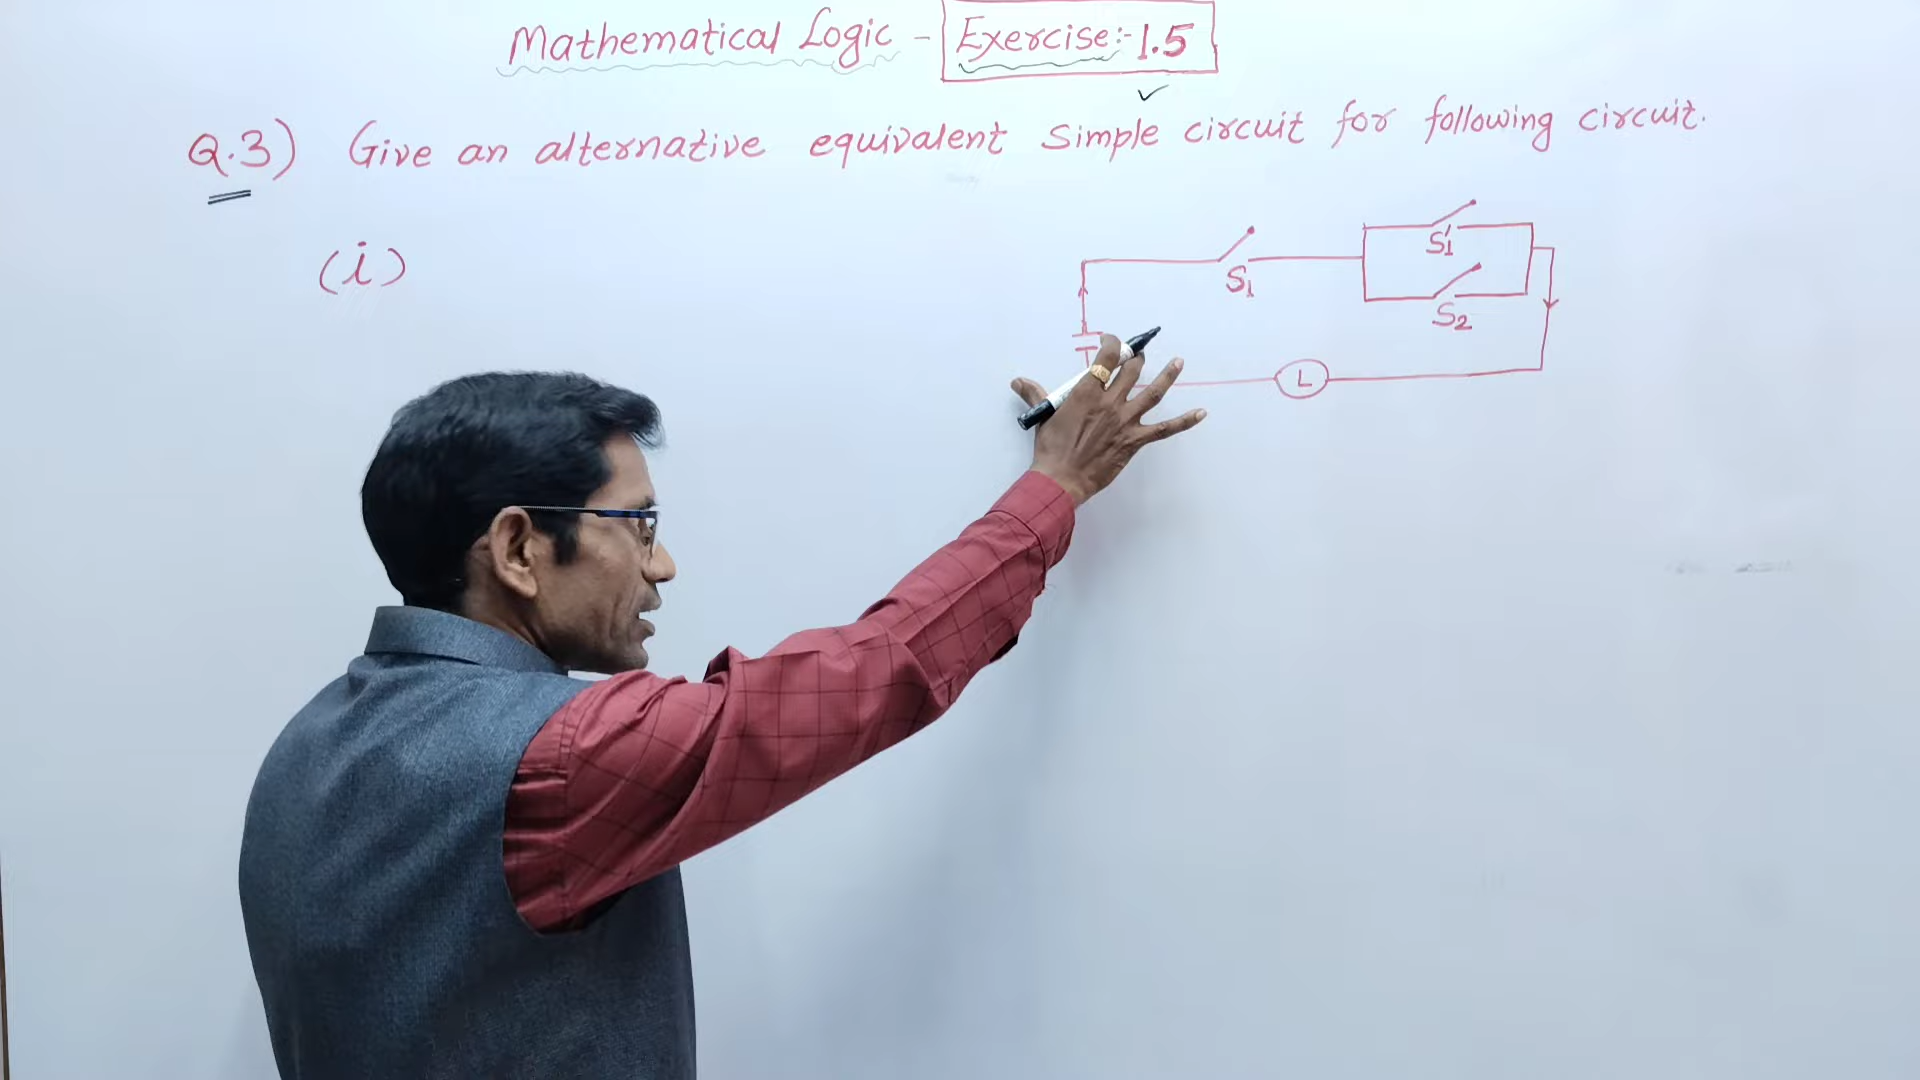 Mathematical Logic - Exercise:- 1.5
Q.3) Give an alternative equivalent simple circuit for following circuit.
(i)
S₁'
S₁
S₂
L